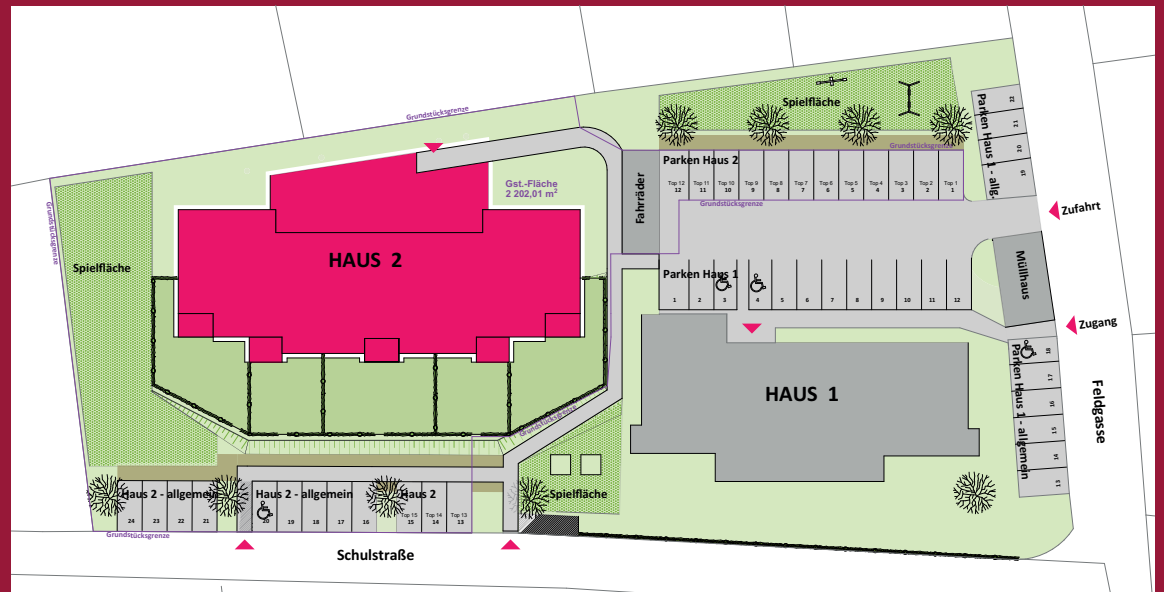 Grundstücksgrenze
Spielfläche
Parken Haus 1 - allg.
22
21
20
19
Grundstücksgrenze
Parken Haus 2
Top 12 Top 11 Top 10 Top 9 Top 8 Top 7 Top 6 Top 5 Top 4 Top 3 Top 2 Top 1
12 11 10 9 8 7 6 5 4 3 2 1
Grundstücksgrenze
Fahrräder
Gst.-Fläche
2 202,01 m²
Grundstücksgrenze
Zufahrt
Spielfläche
HAUS 2
Parken Haus 1
1 2 3 4 5 6 7 8 9 10 11 12
Müllhaus
Zugang
Parken Haus 1 - allgemein
18
17
16
15
14
13
Feldgasse
HAUS 1
Grundstücksgrenze
Haus 2 - allgemein
24 23 22 21
Haus 2 - allgemein
20 19 18 17 16
Haus 2
Top 15 Top 14 Top 13
15 14 13
Spielfläche
Grundstücksgrenze
Schulstraße